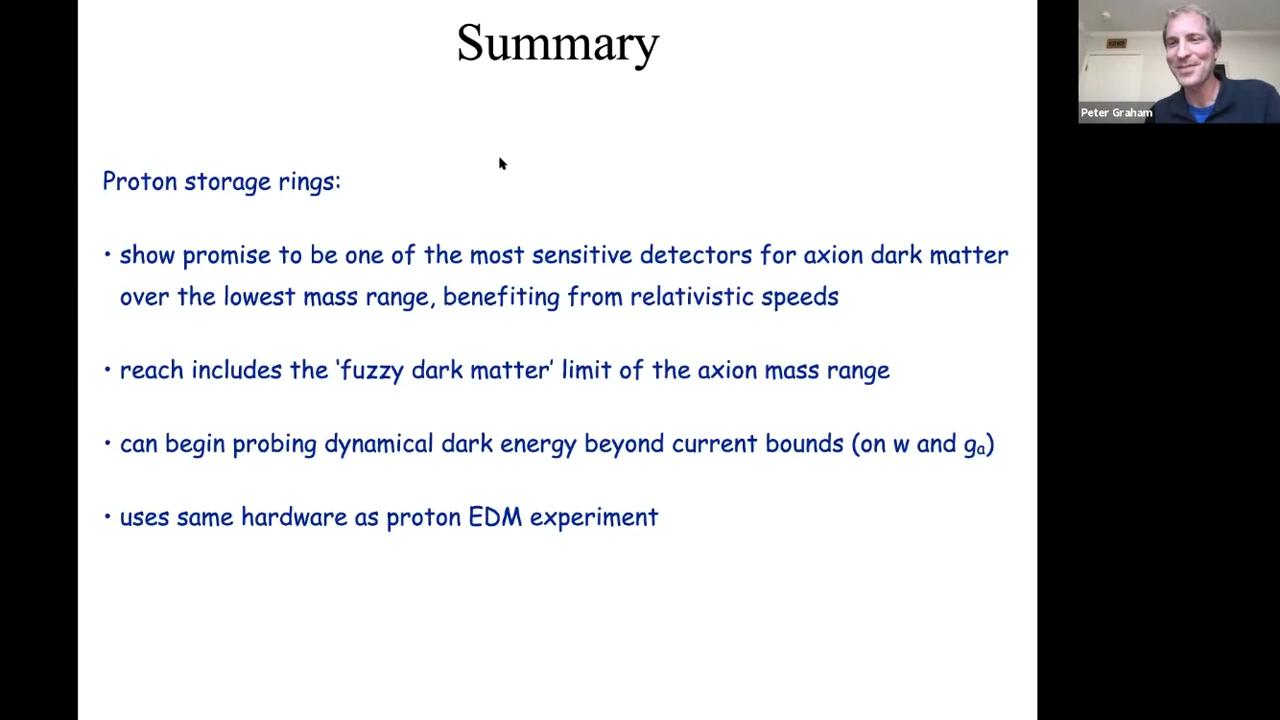 Summary
Peter Graham
Proton storage rings:
• show promise to be one of the most sensitive detectors for axion dark matter
over the lowest mass range, benefiting from relativistic speeds
• reach includes the ‘fuzzy dark matter’ limit of the axion mass range
• can begin probing dynamical dark energy beyond current bounds (on w and gₐ)
• uses same hardware as proton EDM experiment